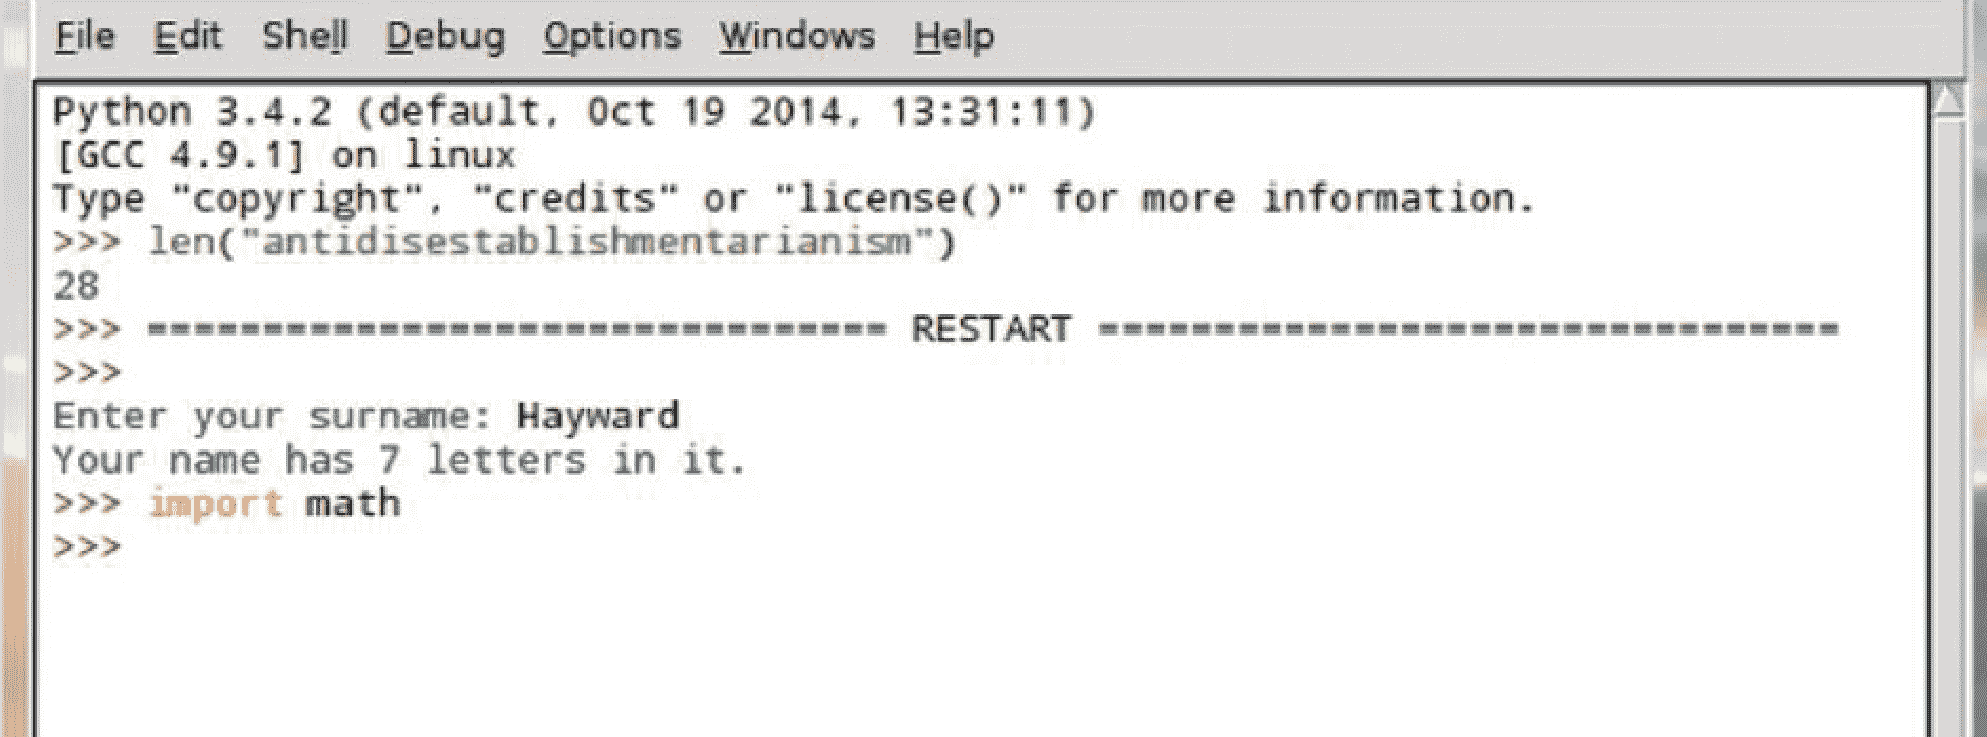 File Edit Shell Debug Options Windows Help
Python 3.4.2 (default, Oct 19 2014, 13:31:11)
[GCC 4.9.1] on linux
Type "copyright", "credits" or "license()" for more information.
>>> len("antidisestablishmentarianism")
28
>>> ================================ RESTART ================================
>>>
Enter your surname: Hayward
Your name has 7 letters in it.
>>> import math
>>>